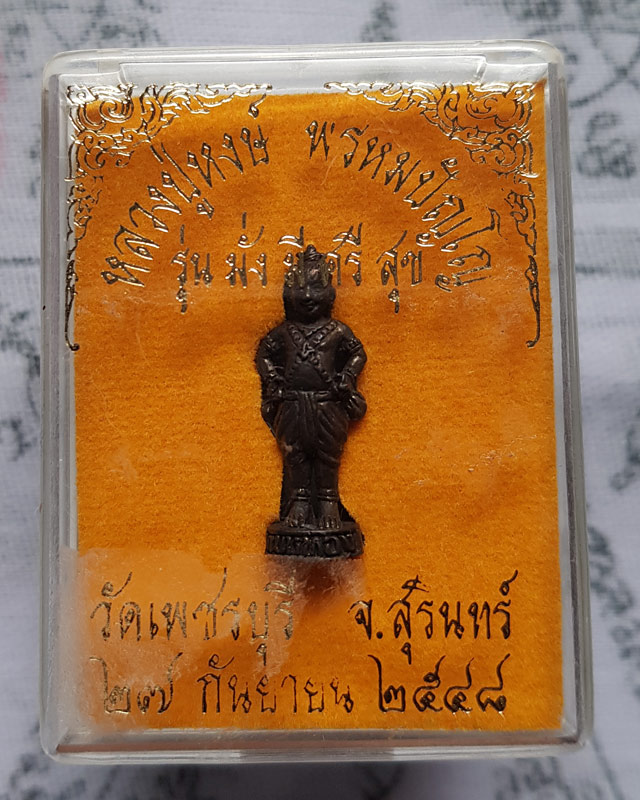 หลวงปู่หงษ์ พรหมปัญโญ
รุ่น มั่ง มี ศรี สุข
วัดเพชรบุรี จ.สุรินทร์
๒๗ กันยายน ๒๕๔๘